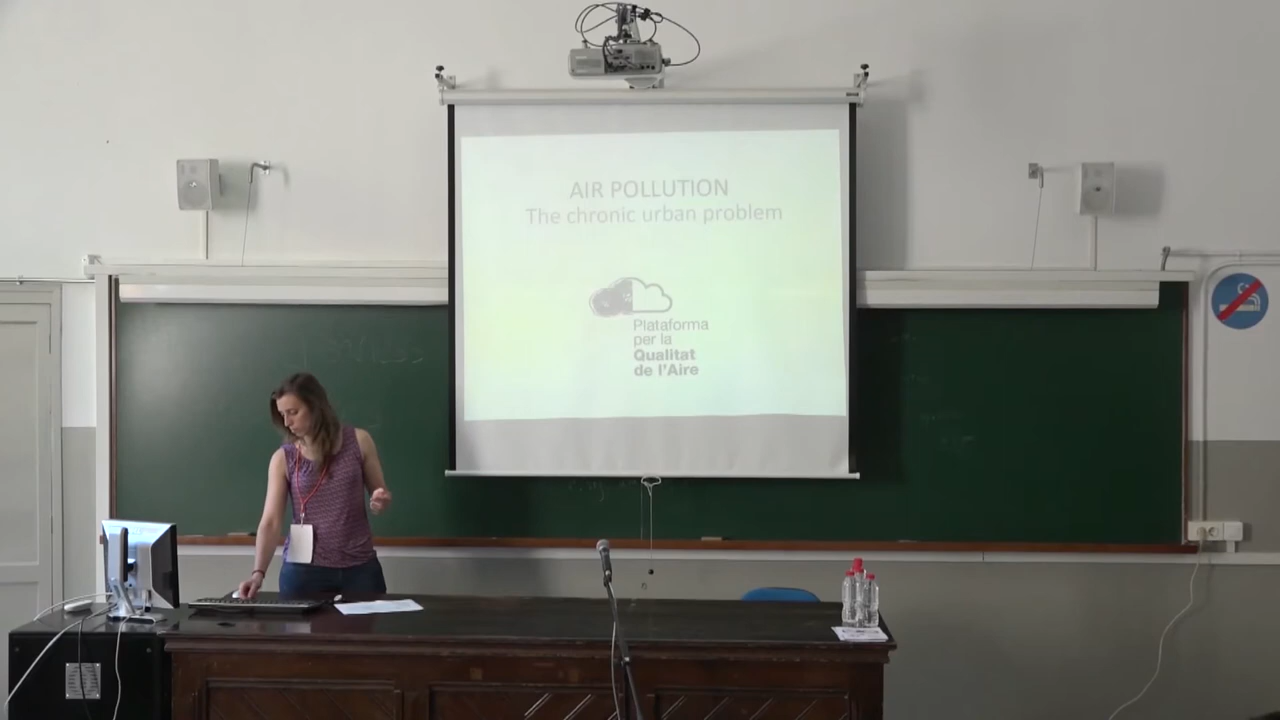 AIR POLLUTION
The chronic urban problem
Plataforma
per la
Qualitat
de l'Aire